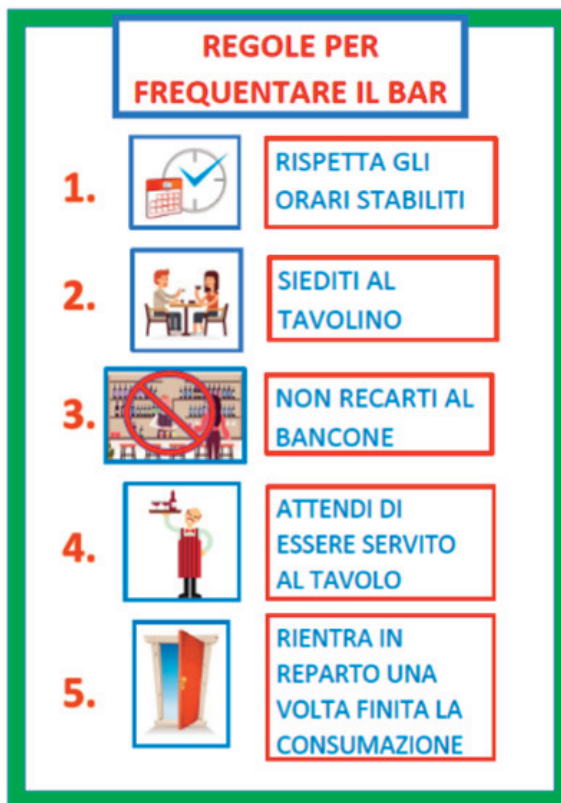 REGOLE PER
FREQUENTARE IL BAR
1.
RISPETTA GLI
ORARI STABILITI
2.
SIEDITI AL
TAVOLINO
3.
NON RECARTI AL
BANCONE
4.
ATTENDI DI
ESSERE SERVITO
AL TAVOLO
5.
RIENTRA IN
REPARTO UNA
VOLTA FINITA LA
CONSUMAZIONE